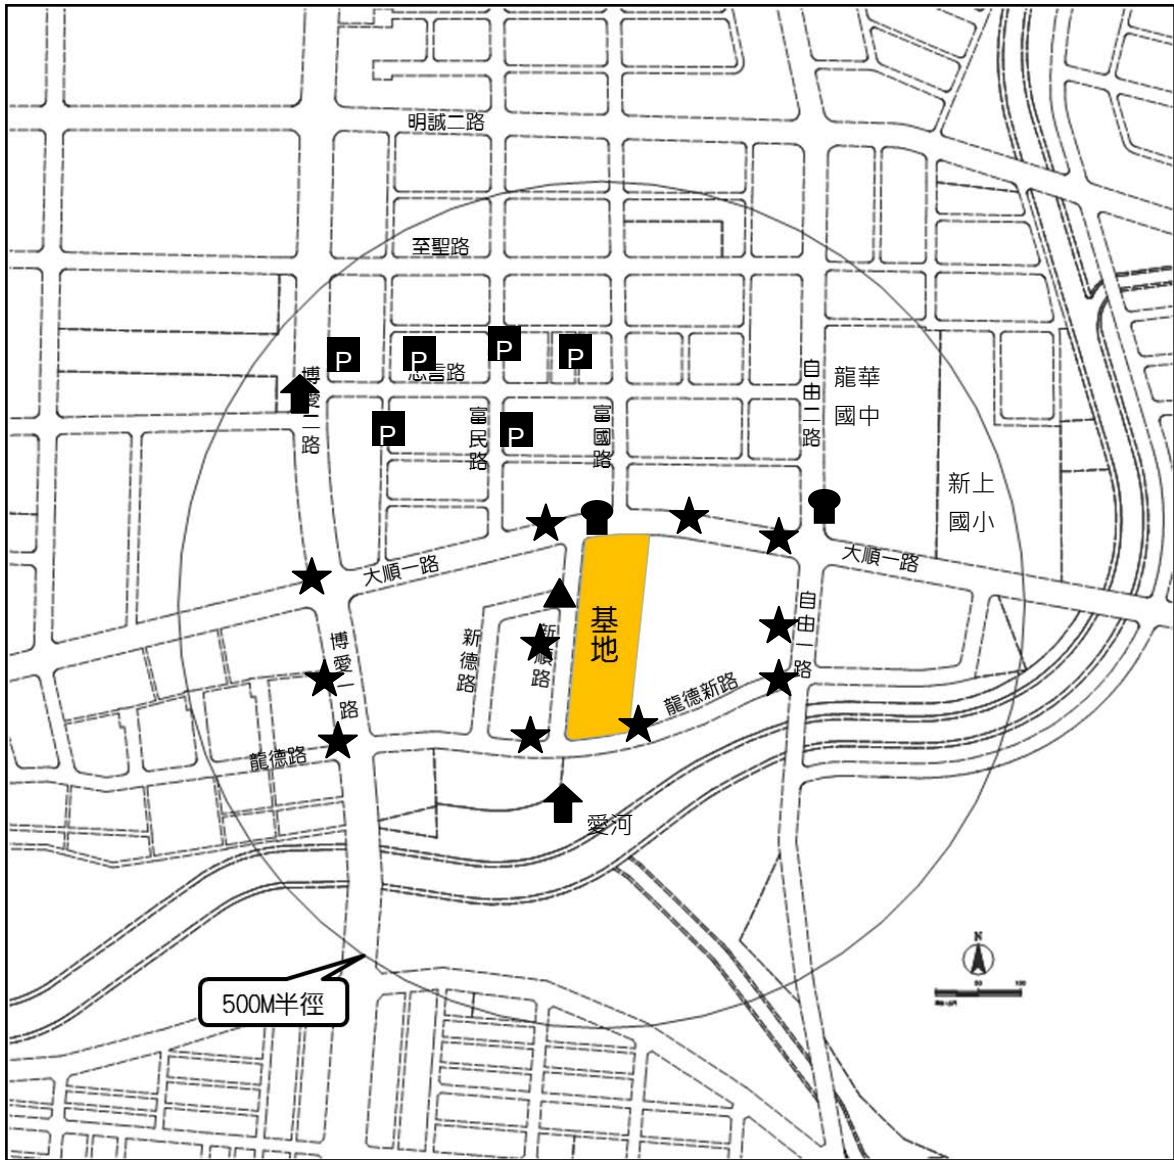 明誠二路
至聖路
P
P
P
P
慈言路
博愛二路
自由二路
龍華
國中
P
P
富民路
富國路
新上
國小
大順一路
大順一路
基地
新德路
新順路
自由一路
博愛一路
龍德新路
龍德路
愛河
N
50
100
500M半徑